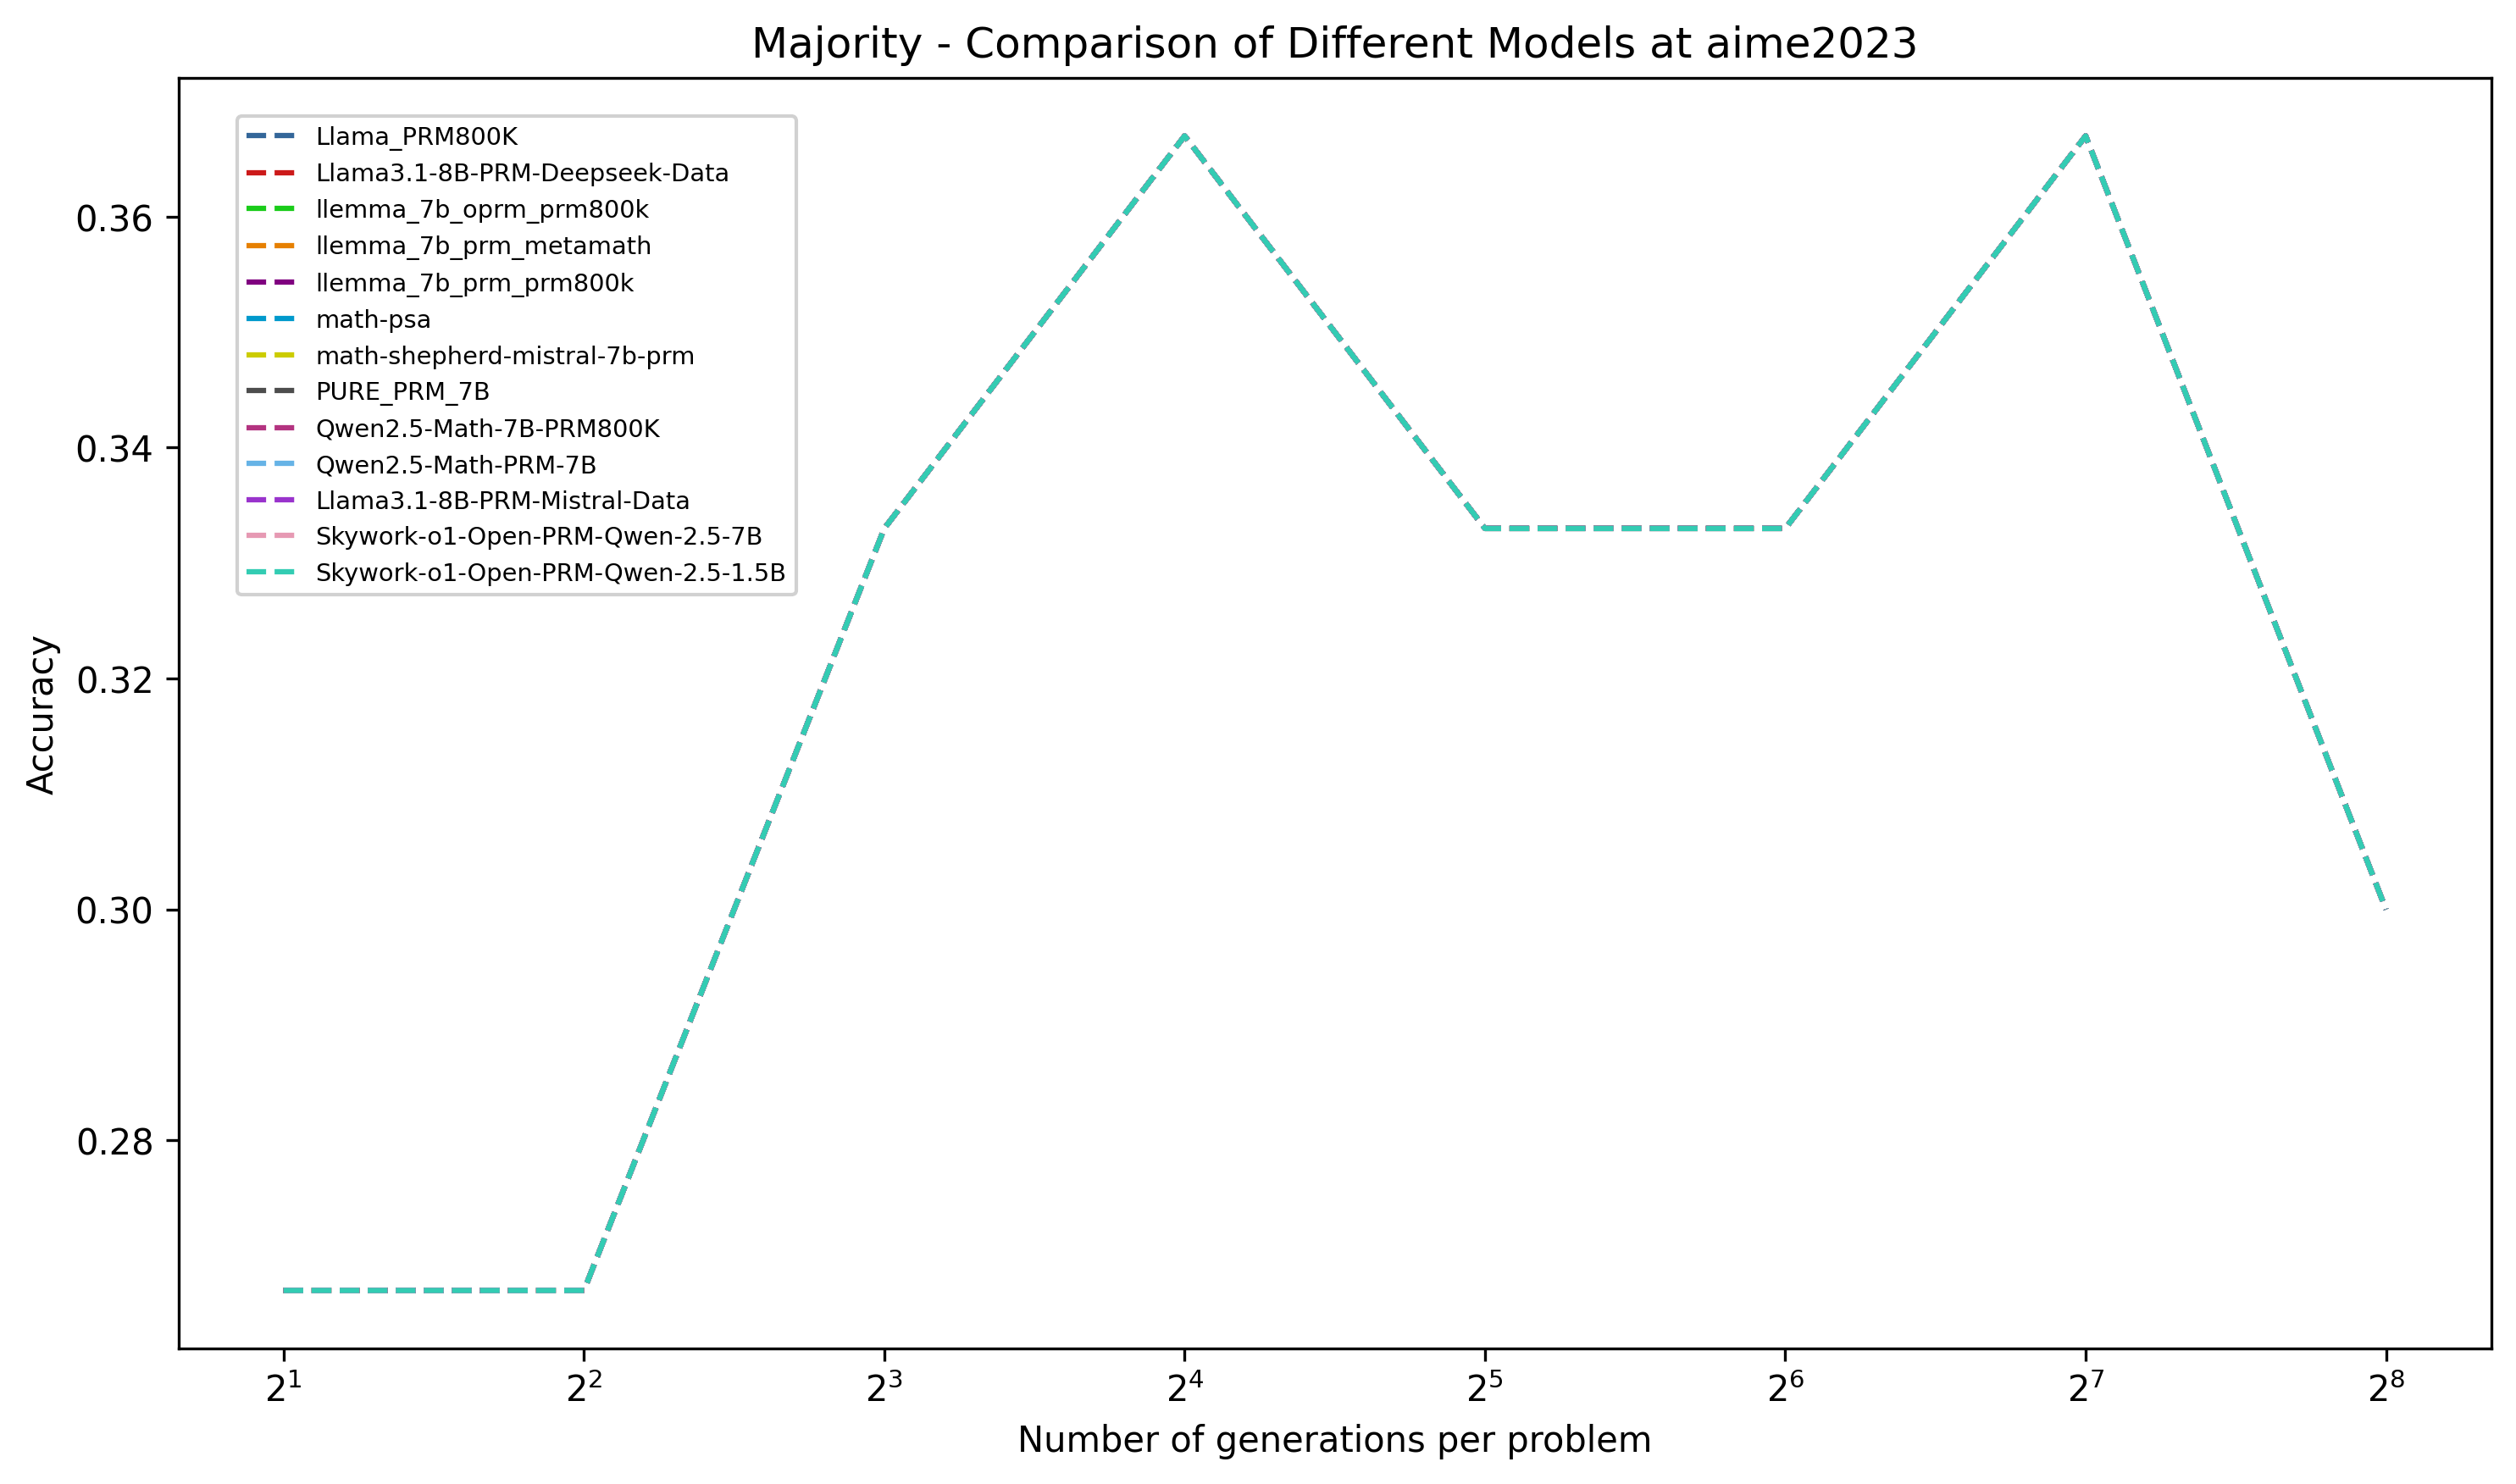 Majority - Comparison of Different Models at aime2023
Llama_PRM800K
Llama3.1-8B-PRM-Deepseek-Data
llemma_7b_oprm_prm800k
llemma_7b_prm_metamath
llemma_7b_prm_prm800k
math-psa
math-shepherd-mistral-7b-prm
PURE_PRM_7B
Qwen2.5-Math-7B-PRM800K
Qwen2.5-Math-PRM-7B
Llama3.1-8B-PRM-Mistral-Data
Skywork-o1-Open-PRM-Qwen-2.5-7B
Skywork-o1-Open-PRM-Qwen-2.5-1.5B
Accuracy
0.36
0.34
0.32
0.30
0.28
2¹ 2² 2³ 2⁴ 2⁵ 2⁶ 2⁷ 2⁸
Number of generations per problem